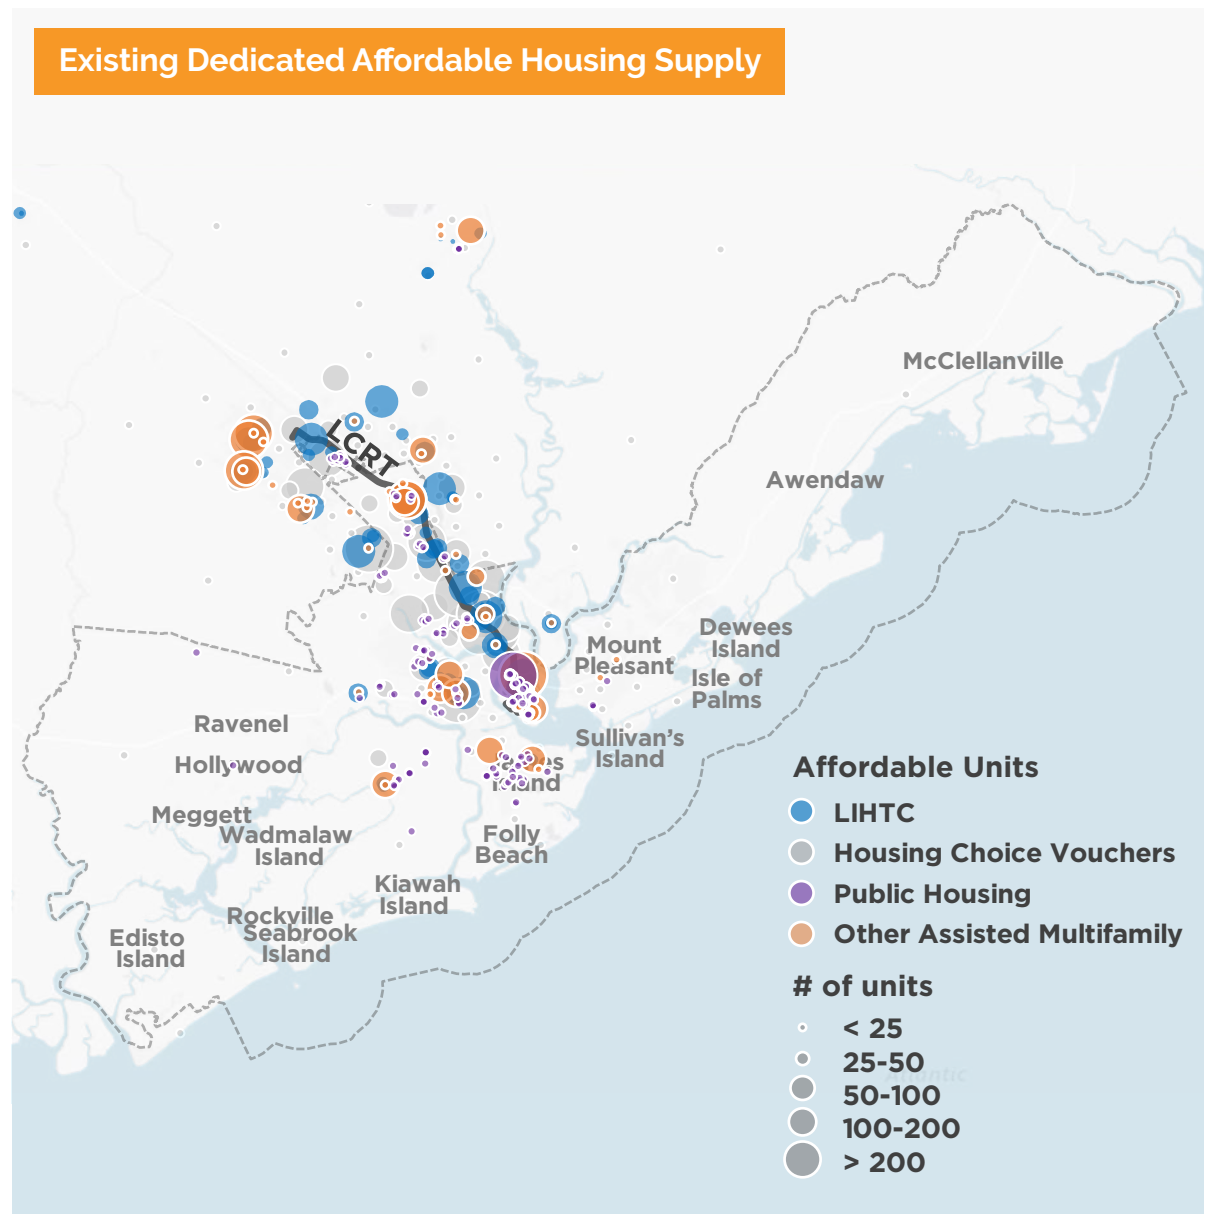 Existing Dedicated Affordable Housing Supply
McClellanville
LCRT
Awendaw
Dewees
Island
Mount
Pleasant
Isle of
Palms
Ravenel
Sullivan's
Island
Hollywood
Island
Meggett
Wadmalaw
Island
Folly
Beach
Kiawah
Island
Rockville
Seabrook
Island
Edisto
Island
Affordable Units
LIHTC
Housing Choice Vouchers
Public Housing
Other Assisted Multifamily
# of units
< 25
25-50
Atlantic
50-100
100-200
> 200